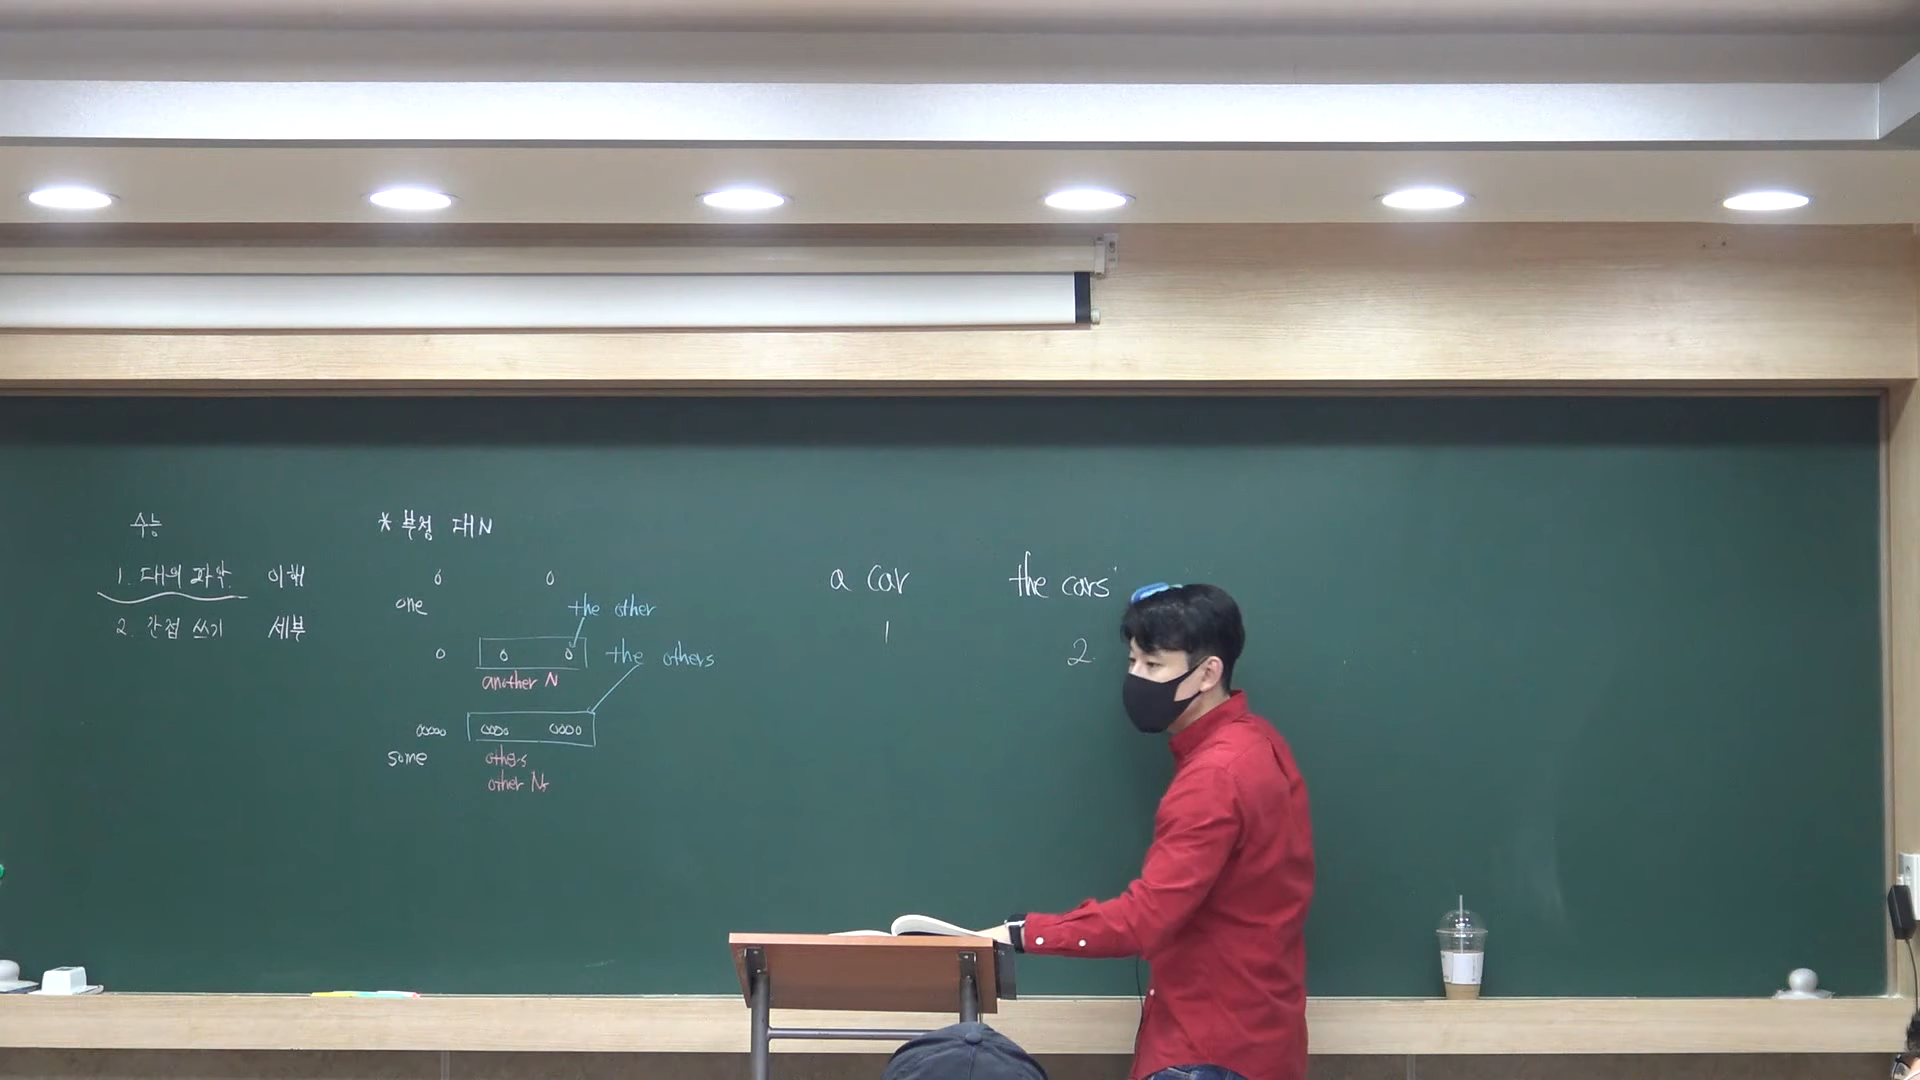 수능
1. 대의 파악 이해
2. 간접 쓰기 세부
* 부정 대N
one
the other
the others
another N
some
others
other Ns
a car the cars
1 2